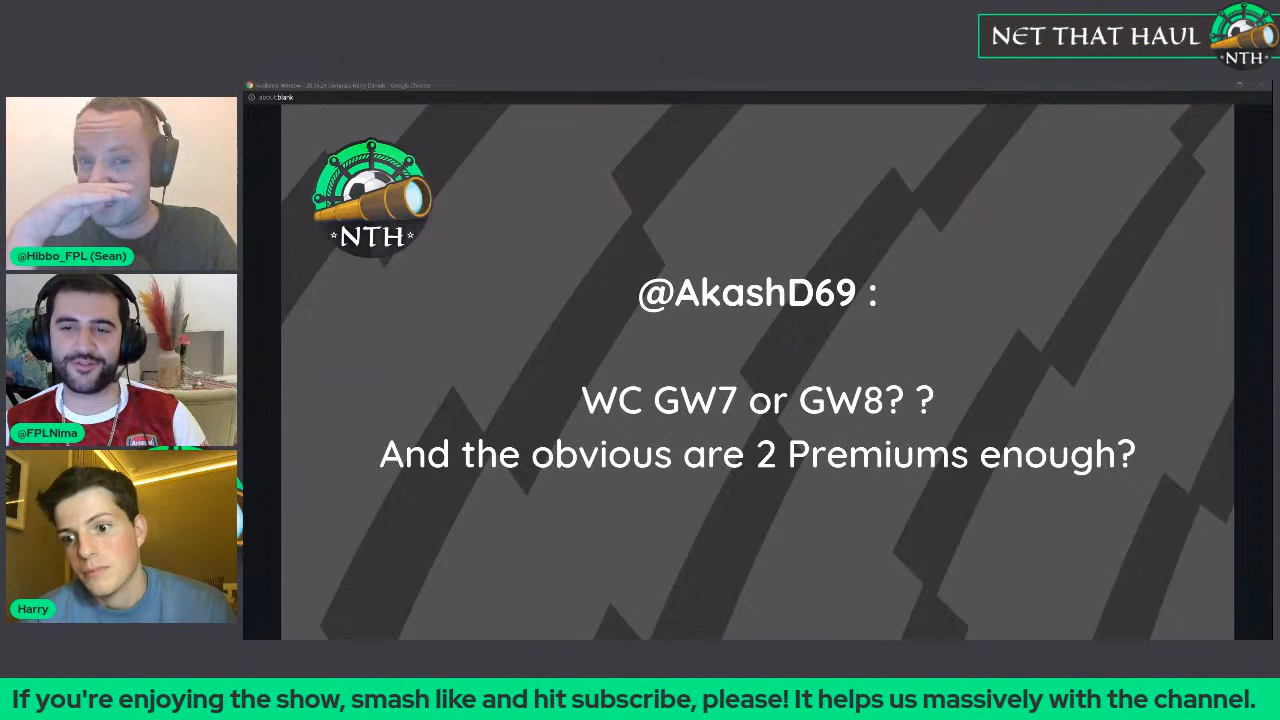 NET THAT HAUL
NTH
about:blank
NTH
@Hibbo_FPL (Sean)
@AkashD69 :
WC GW7 or GW8? ?
And the obvious are 2 Premiums enough?
@FPLNima
Harry
If you're enjoying the show, smash like and hit subscribe, please! It helps us massively with the channel.